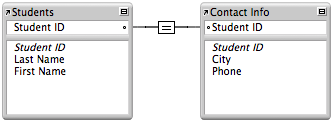 Students
Student ID
Student ID
Last Name
First Name
=
Contact Info
Student ID
Student ID
City
Phone